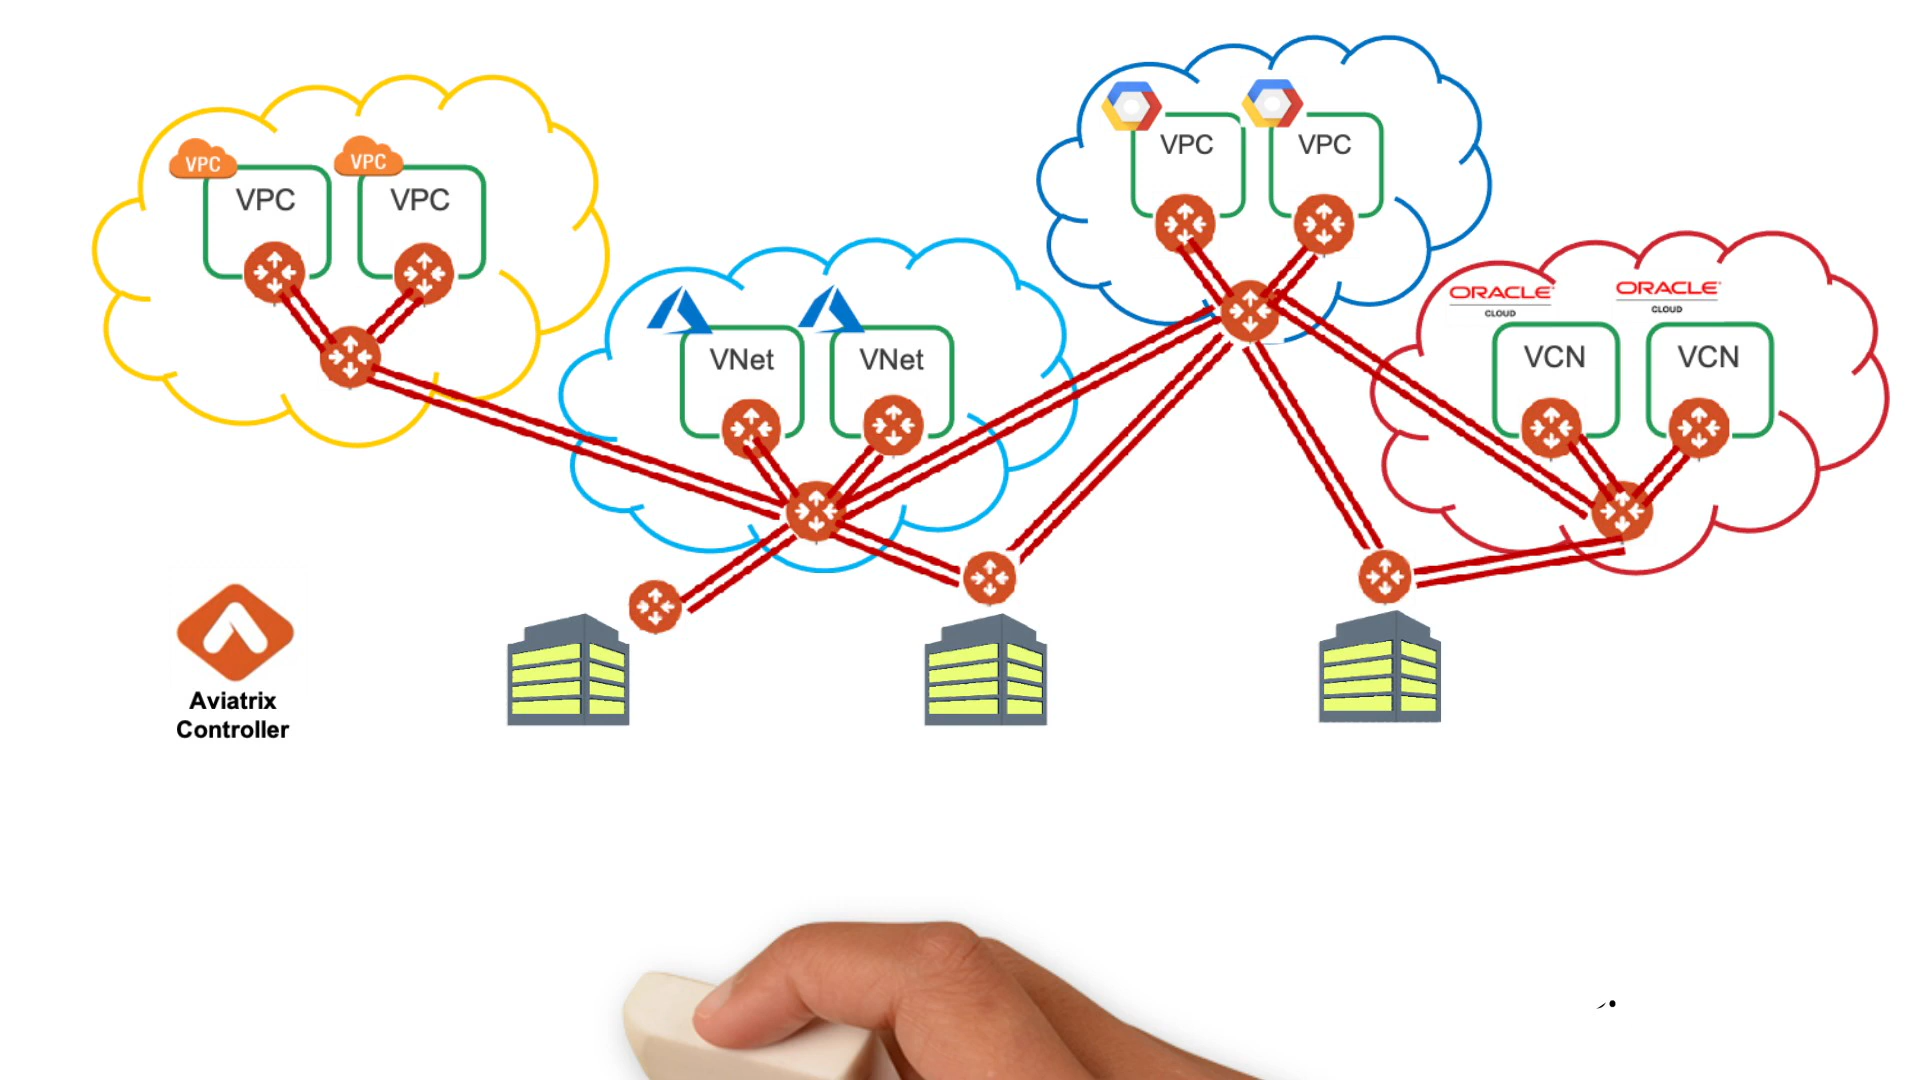 VPC
VPC
VPC
VPC
VNet
VNet
VPC
VPC
ORACLE
CLOUD
ORACLE
CLOUD
VCN
VCN
Aviatrix
Controller